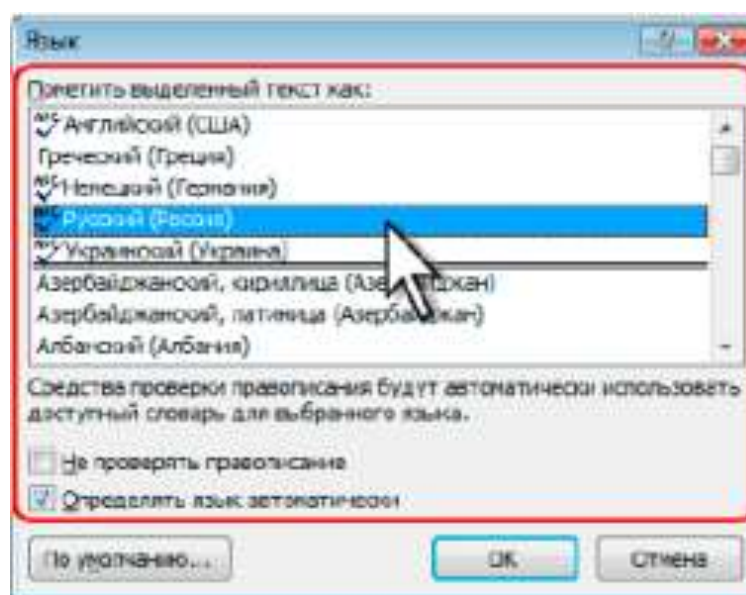 Язык
Пометить выделенный текст как:
Английский (США)
Греческий (Греция)
Немецкий (Германия)
Русский (Россия)
Украинский (Украина)
Азербайджанский, кириллица
Азербайджанский, латиница (Азербайджан)
Албанский (Албания)
Средства проверки правописания будут автоматически использовать
доступный словарь для выбранного языка.
Не проверять правописание
Определять язык автоматически
По умолчанию...
ОК
Отмена